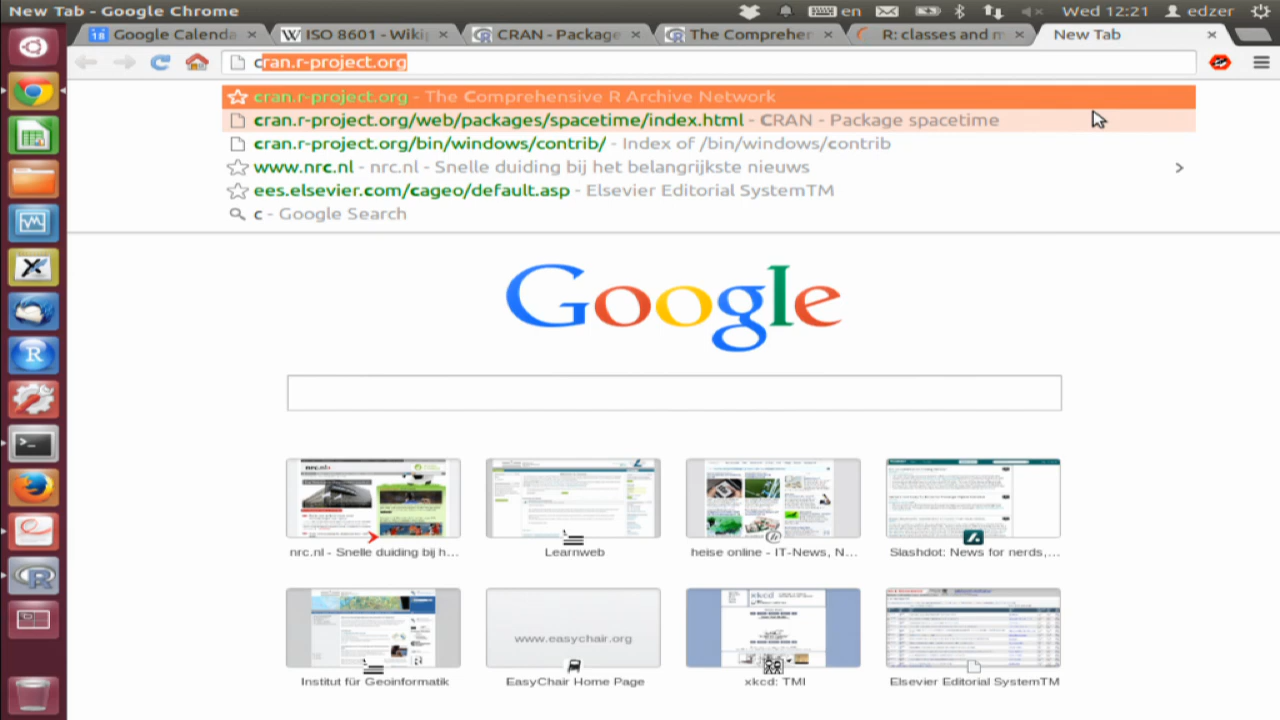 New Tab - Google Chrome
en
Wed 12:21
edzer
18 Google Calenda
W ISO 8601 - Wikip
CRAN - Package
The Comprehen
R: classes and m
New Tab
cran.r-project.org
cran.r-project.org - The Comprehensive R Archive Network
cran.r-project.org/web/packages/spacetime/index.html - CRAN - Package spacetime
cran.r-project.org/bin/windows/contrib/ - Index of /bin/windows/contrib
www.nrc.nl - nrc.nl - Snelle duiding bij het belangrijkste nieuws
ees.elsevier.com/cageo/default.asp - Elsevier Editorial SystemTM
c - Google Search
Google
nrc.nl
nrc.nl - Snelle duiding bij h...
Learnweb
heise online - IT-News, N...
Slashdot: News for nerds,...
xkcd
www.easychair.org
Institut für Geoinformatik
EasyChair Home Page
xkcd: TMI
Elsevier Editorial SystemTM